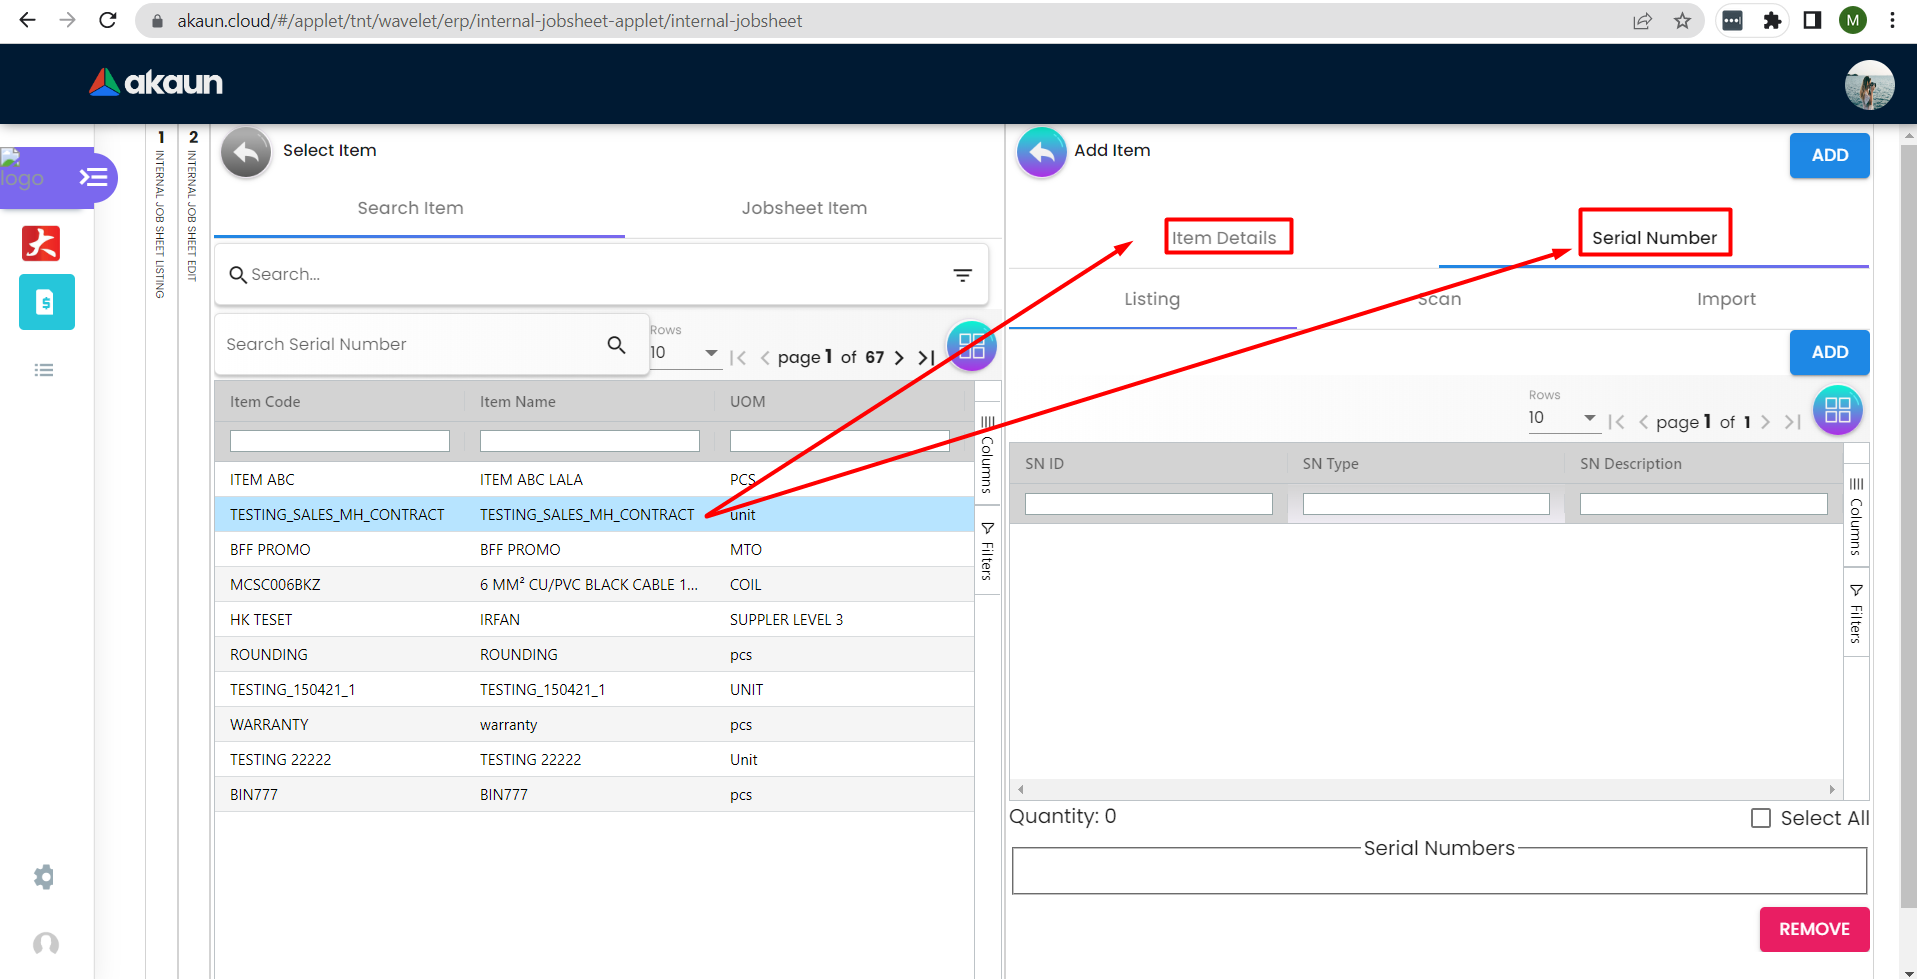 akaun.cloud/#/applet/tnt/wavelet/erp/internal-jobsheet-applet/internal-jobsheet
M
akaun
logo
1
INTERNAL JOB SHEET LISTING
2
INTERNAL JOB SHEET EDIT
Select Item
Search Item
Jobsheet Item
Search...
Search Serial Number
Rows
10
page 1 of 67
Item Code
Item Name
UOM
ITEM ABC
ITEM ABC LALA
PCS
TESTING_SALES_MH_CONTRACT
TESTING_SALES_MH_CONTRACT
unit
BFF PROMO
BFF PROMO
MTO
MCSC006BKZ
6 MM² CU/PVC BLACK CABLE 1...
COIL
HK TESET
IRFAN
SUPPLER LEVEL 3
ROUNDING
ROUNDING
pcs
TESTING_150421_1
TESTING_150421_1
UNIT
WARRANTY
warranty
pcs
TESTING 22222
TESTING 22222
Unit
BIN777
BIN777
pcs
Columns
Filters
Add Item
ADD
Item Details
Serial Number
Listing
Scan
Import
ADD
Rows
10
page 1 of 1
SN ID
SN Type
SN Description
Columns
Filters
Quantity: 0
Select All
Serial Numbers
REMOVE